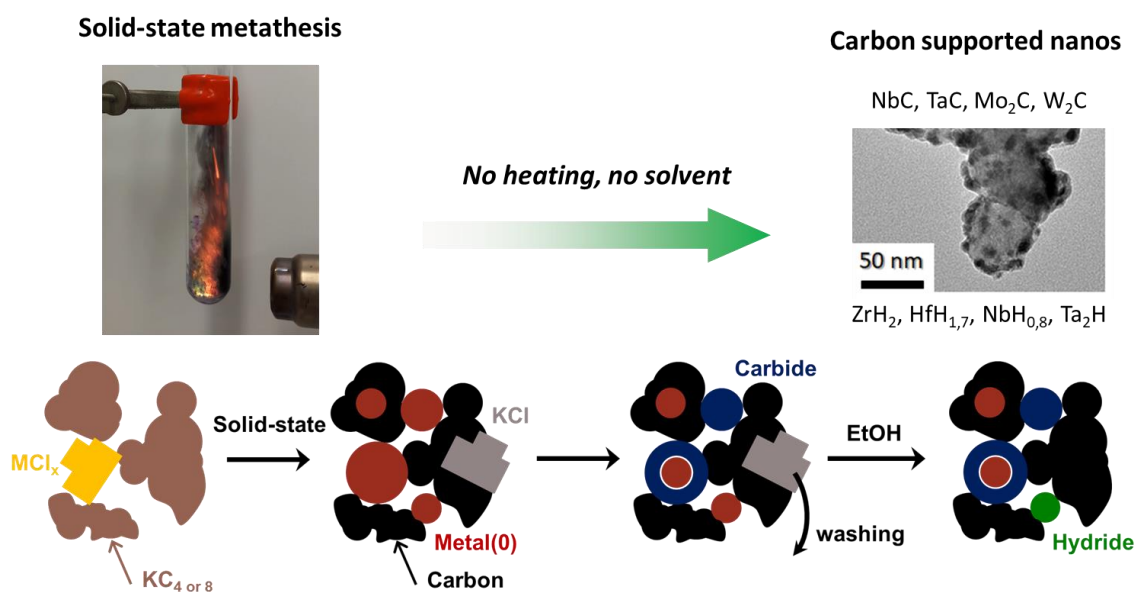 Solid-state metathesis
Carbon supported nanos
NbC, TaC, Mo₂C, W₂C
No heating, no solvent
50 nm
ZrH₂, HfH₁,₇, NbH₀,₈, Ta₂H
MClₓ
KC₄ ₒᵣ ₈
Solid-state
KCl
Metal(0)
Carbon
Carbide
EtOH
washing
Hydride